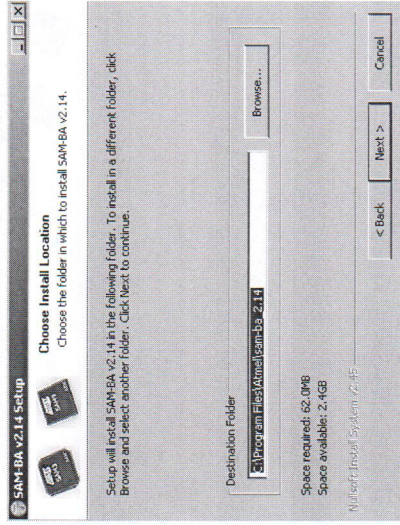 SAM-BA v2.14 Setup
Choose Install Location
Choose the folder in which to install SAM-BA v2.14.
Setup will install SAM-BA v2.14 in the following folder. To install in a different folder, click
Browse and select another folder. Click Next to continue.
Destination Folder
C:\Program Files\Atmel\sam-ba_2.14
Browse...
Space required: 62.0MB
Space available: 2.4GB
Nullsoft Install System v2.45
< Back
Next >
Cancel